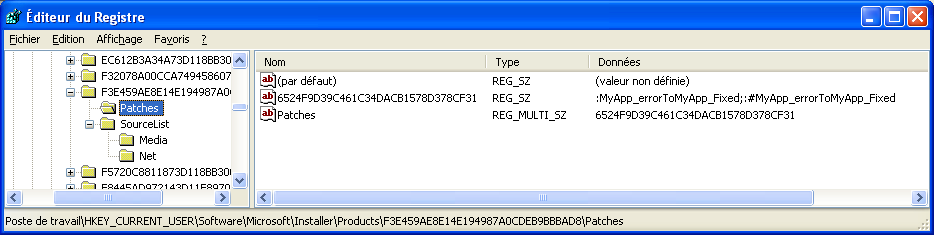 Éditeur du Registre
Fichier Edition Affichage Favoris ?
EC612B3A34A73D118BB30
F32078A00CCA749458607
F3E459AE8E14E194987A0C
Patches
SourceList
Media
Net
F5720C8811873D118BB30
F8445AD972143D11F8970
Nom Type Données
(par défaut) REG_SZ (valeur non définie)
6524F9D39C461C34DACB1578D378CF31 REG_SZ :MyApp_errorToMyApp_Fixed;:#MyApp_errorToMyApp_Fixed
Patches REG_MULTI_SZ 6524F9D39C461C34DACB1578D378CF31
Poste de travail\HKEY_CURRENT_USER\Software\Microsoft\Installer\Products\F3E459AE8E14E194987A0CDEB9BBBAD8\Patches